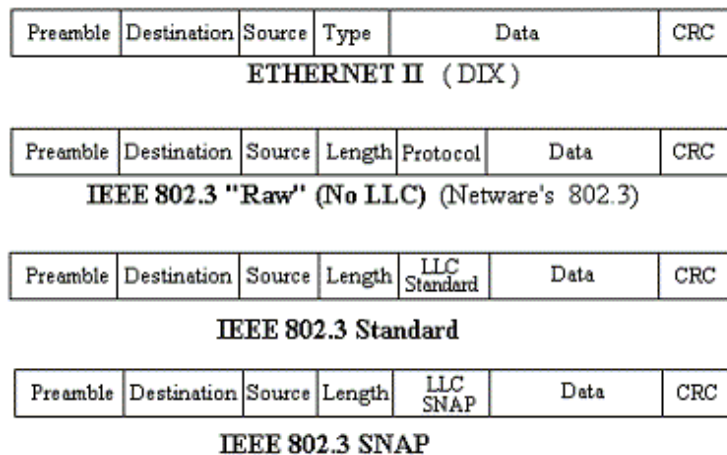 Preamble Destination Source Type Data CRC
ETHERNET II (DIX)
Preamble Destination Source Length Protocol Data CRC
IEEE 802.3 "Raw" (No LLC) (Netware's 802.3)
Preamble Destination Source Length LLC Standard Data CRC
IEEE 802.3 Standard
Preamble Destination Source Length LLC SNAP Data CRC
IEEE 802.3 SNAP